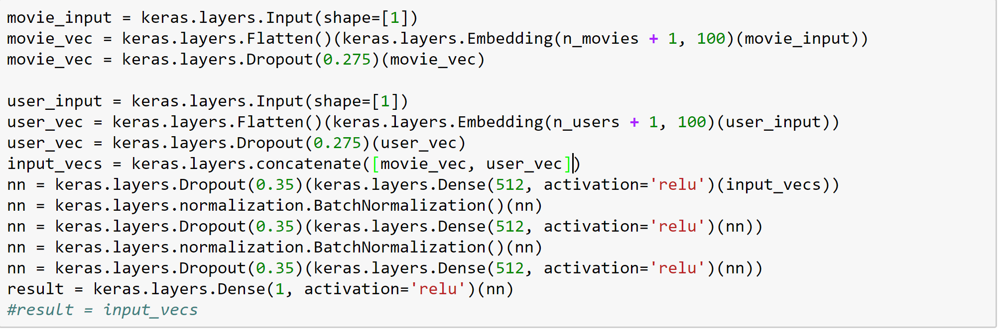 movie_input = keras.layers.Input(shape=[1])
movie_vec = keras.layers.Flatten()(keras.layers.Embedding(n_movies + 1, 100)(movie_input))
movie_vec = keras.layers.Dropout(0.275)(movie_vec)

user_input = keras.layers.Input(shape=[1])
user_vec = keras.layers.Flatten()(keras.layers.Embedding(n_users + 1, 100)(user_input))
user_vec = keras.layers.Dropout(0.275)(user_vec)
input_vecs = keras.layers.concatenate([movie_vec, user_vec])
nn = keras.layers.Dropout(0.35)(keras.layers.Dense(512, activation='relu')(input_vecs))
nn = keras.layers.normalization.BatchNormalization()(nn)
nn = keras.layers.Dropout(0.35)(keras.layers.Dense(512, activation='relu')(nn))
nn = keras.layers.normalization.BatchNormalization()(nn)
nn = keras.layers.Dropout(0.35)(keras.layers.Dense(512, activation='relu')(nn))
result = keras.layers.Dense(1, activation='relu')(nn)
#result = input_vecs